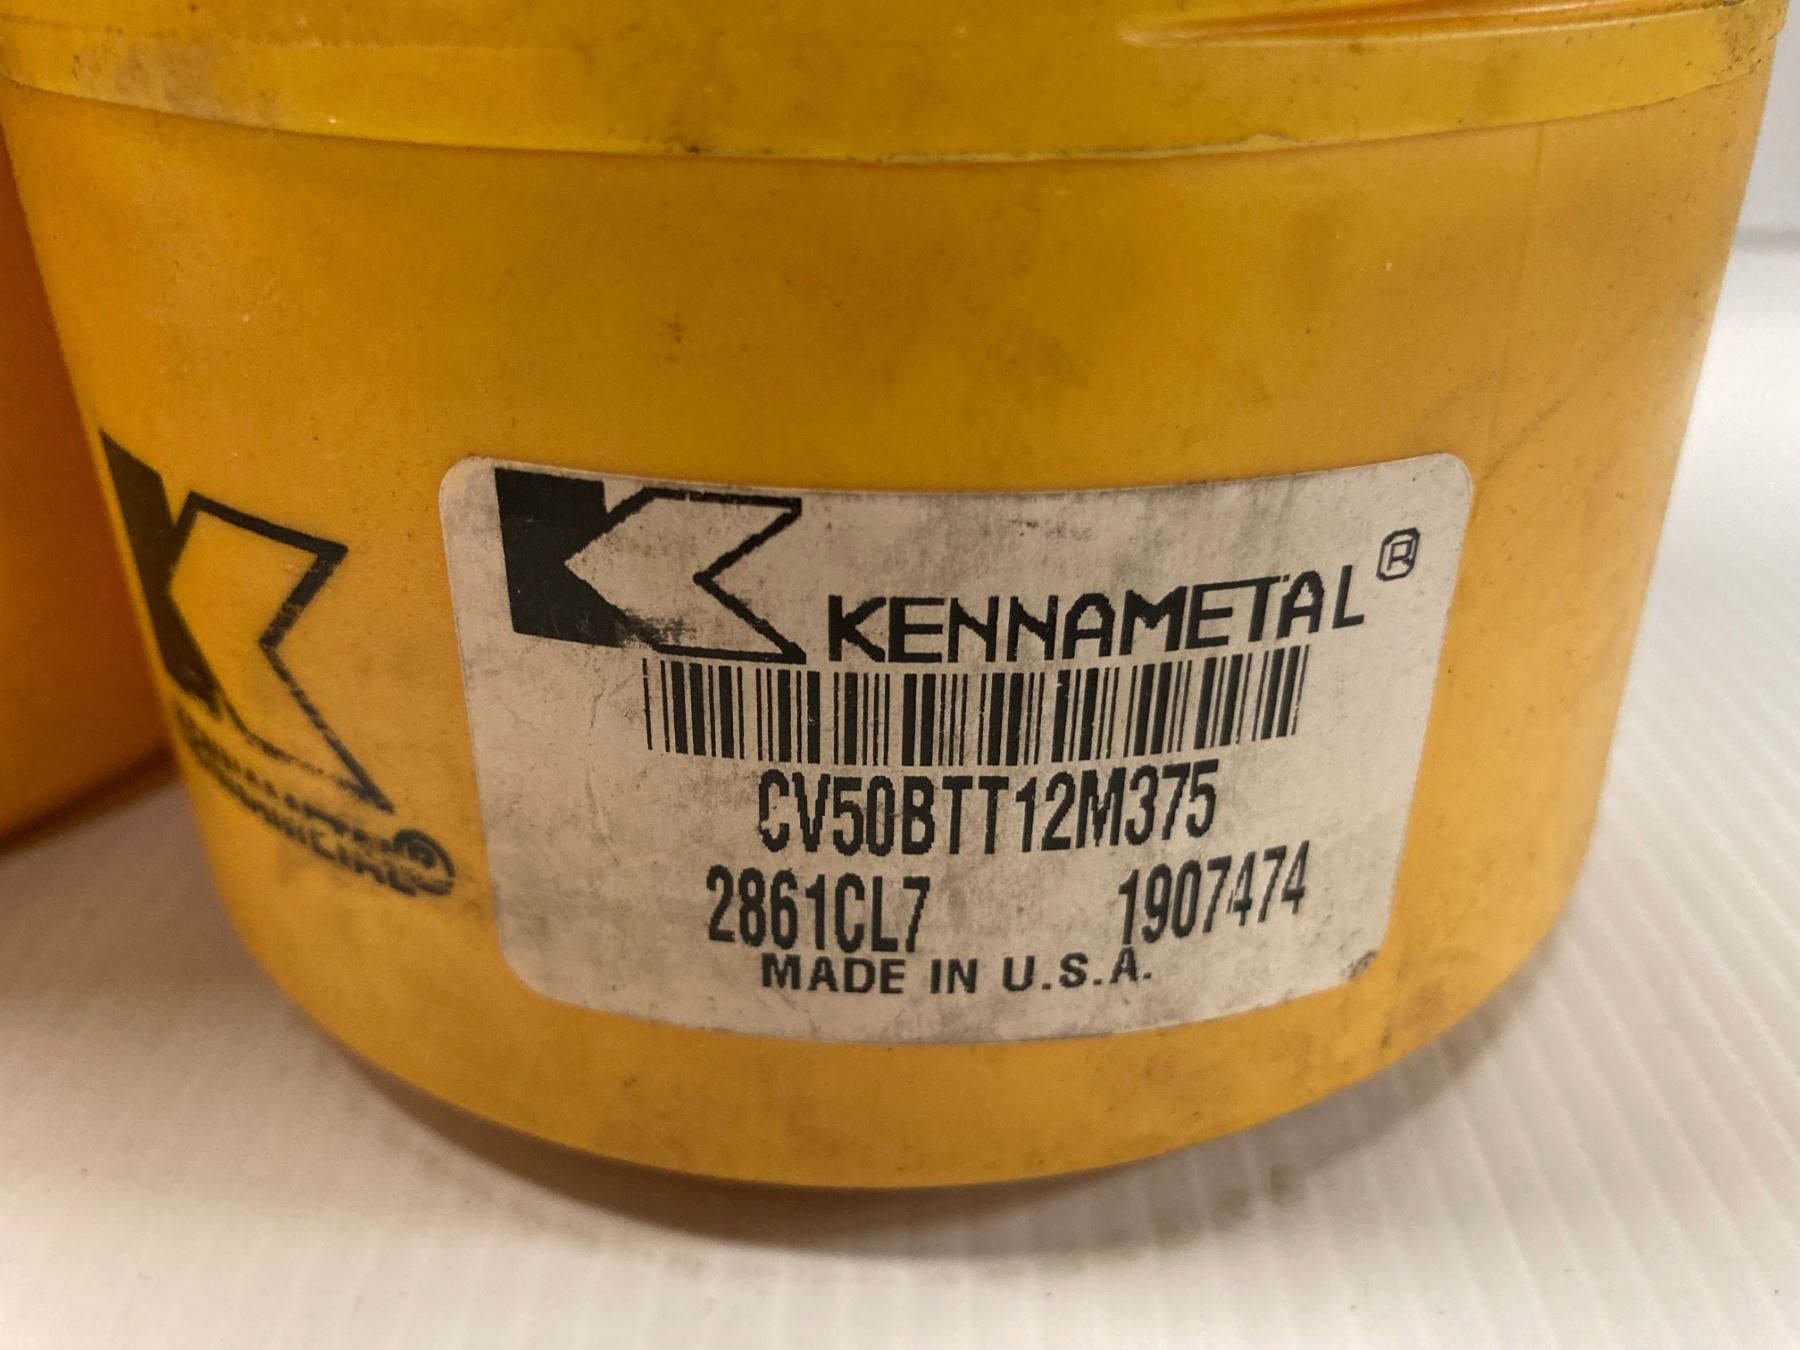 KENNAMETAL®
CV50BTT12M375
2861CL7 1907474
MADE IN U.S.A.
®